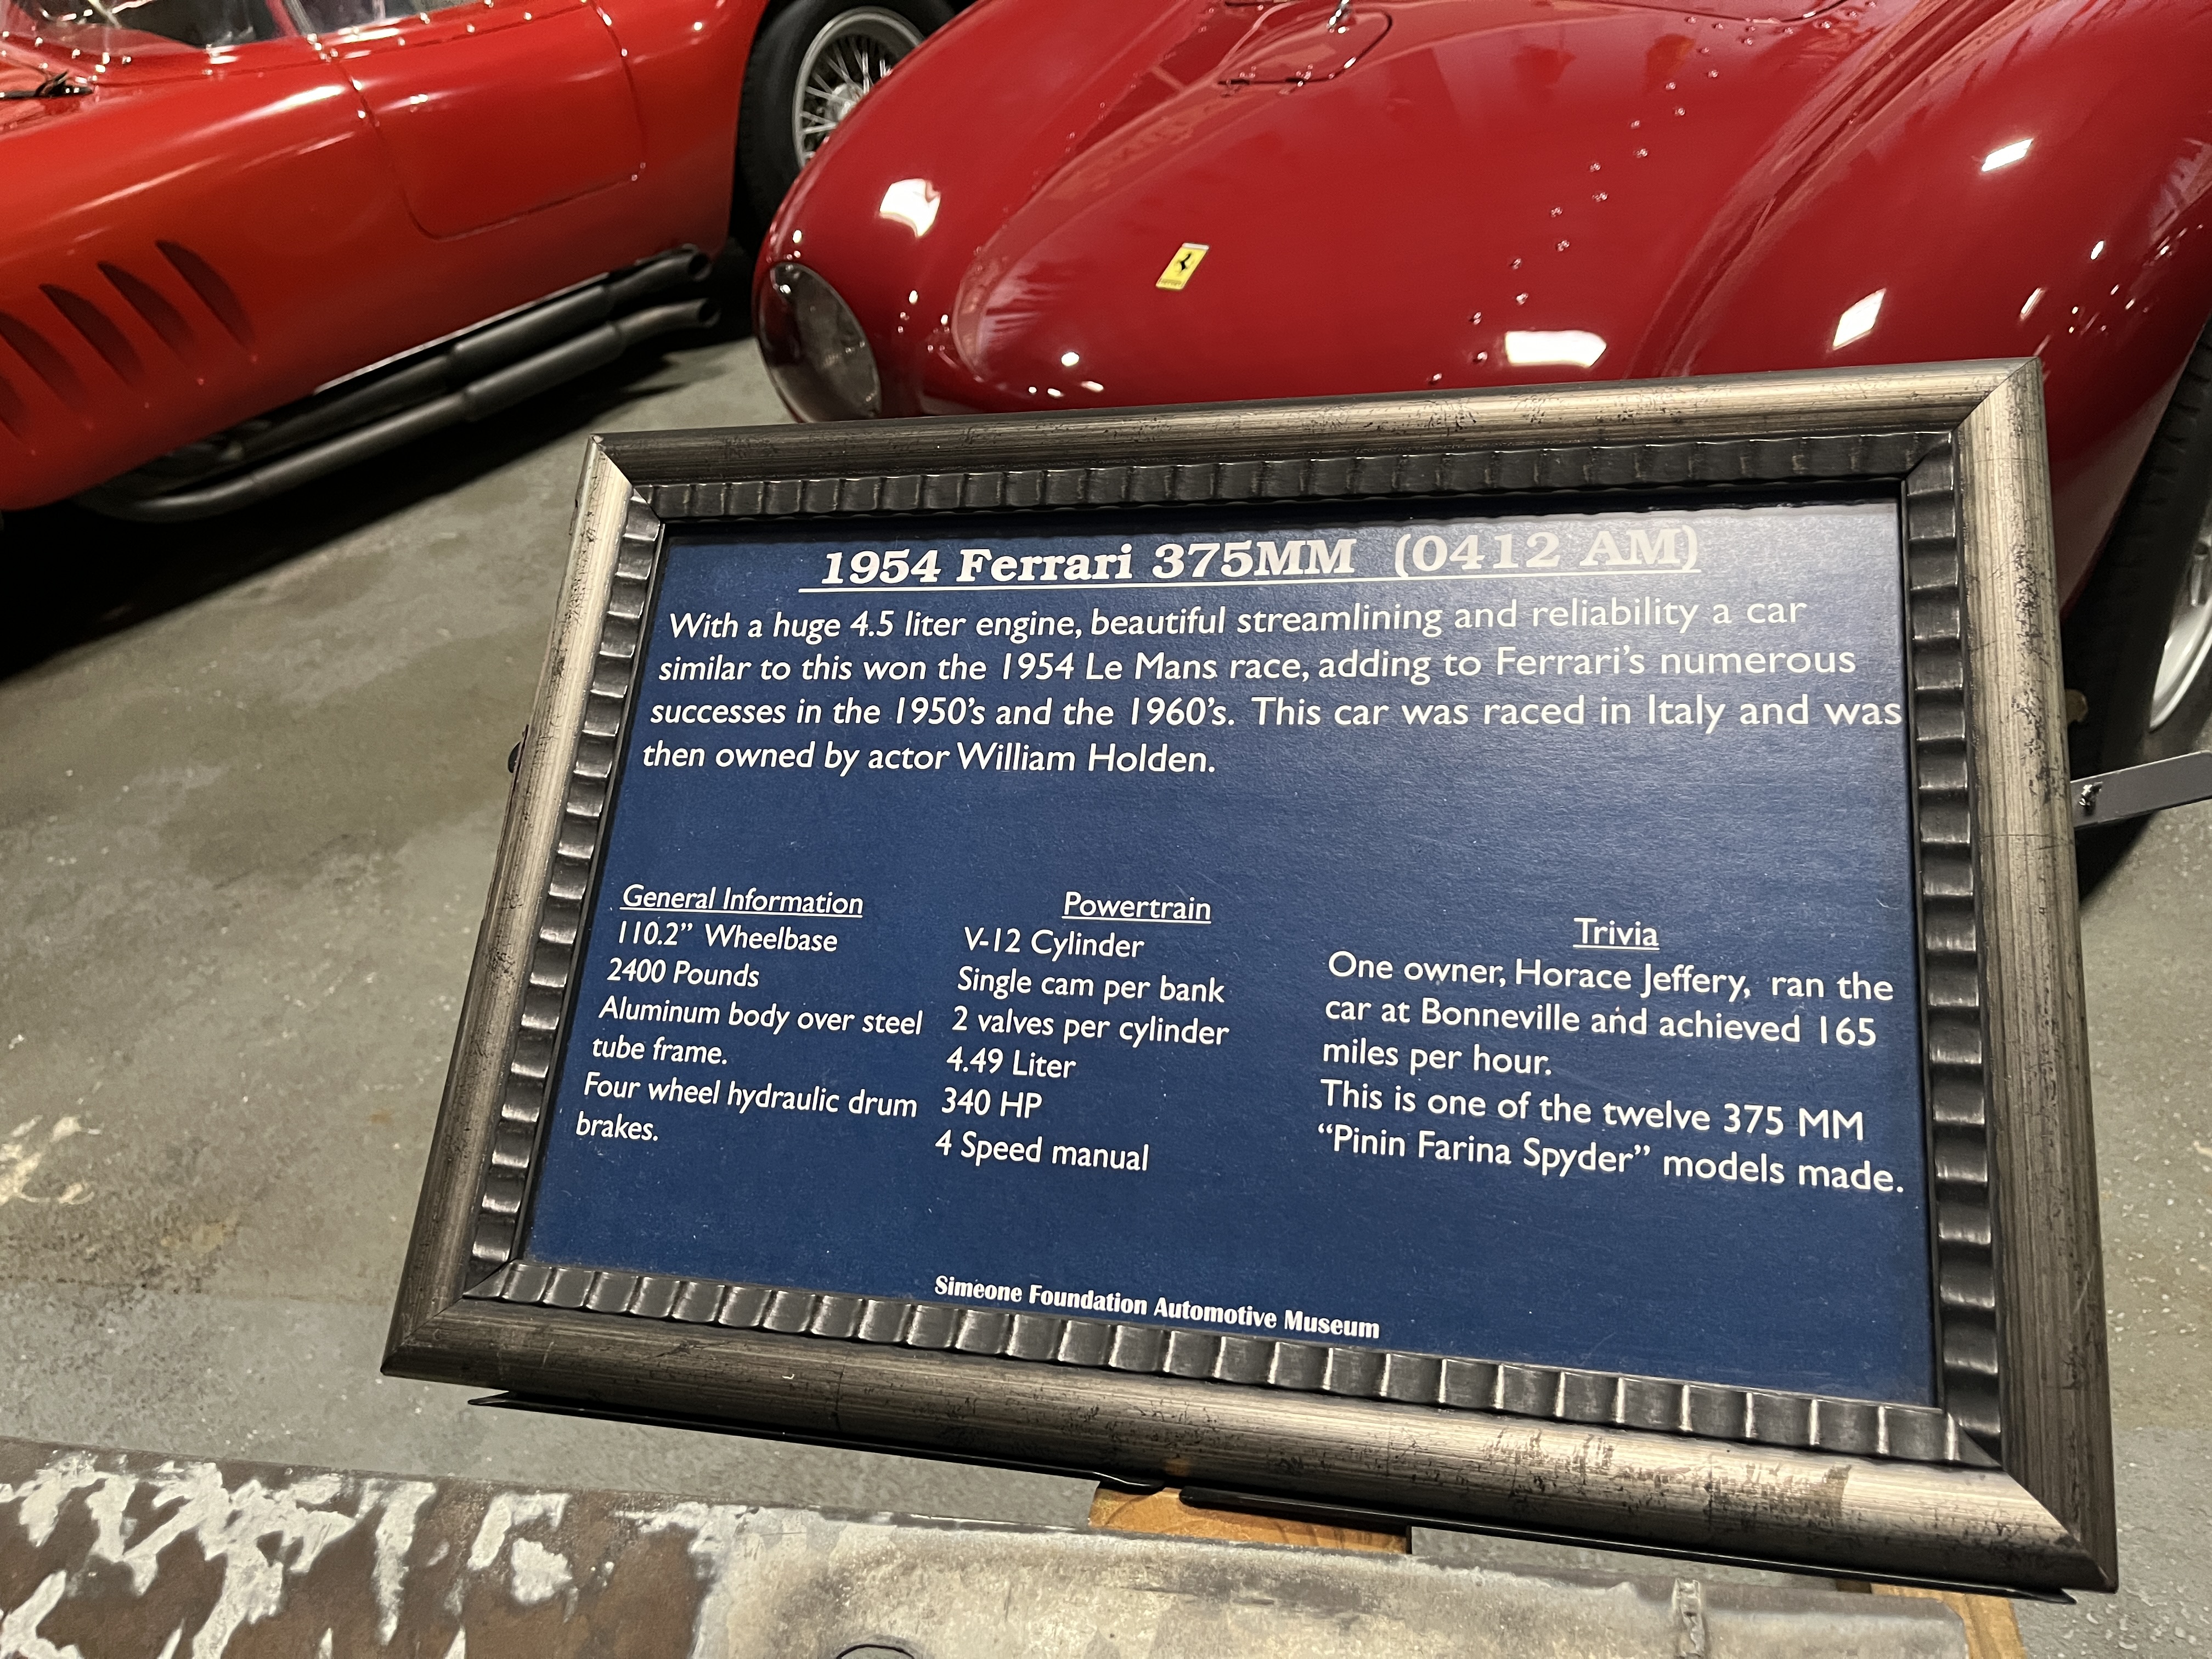 1954 Ferrari 375MM (0412 AM)
With a huge 4.5 liter engine, beautiful streamlining and reliability a car
similar to this won the 1954 Le Mans race, adding to Ferrari's numerous
successes in the 1950's and the 1960's. This car was raced in Italy and was
then owned by actor William Holden.
General Information
110.2” Wheelbase
2400 Pounds
Aluminum body over steel
tube frame.
Four wheel hydraulic drum
brakes.
Powertrain
V-12 Cylinder
Single cam per bank
2 valves per cylinder
4.49 Liter
340 HP
4 Speed manual
Trivia
One owner, Horace Jeffery, ran the
car at Bonneville and achieved 165
miles per hour.
This is one of the twelve 375 MM
“Pinin Farina Spyder” models made.
Simeone Foundation Automotive Museum